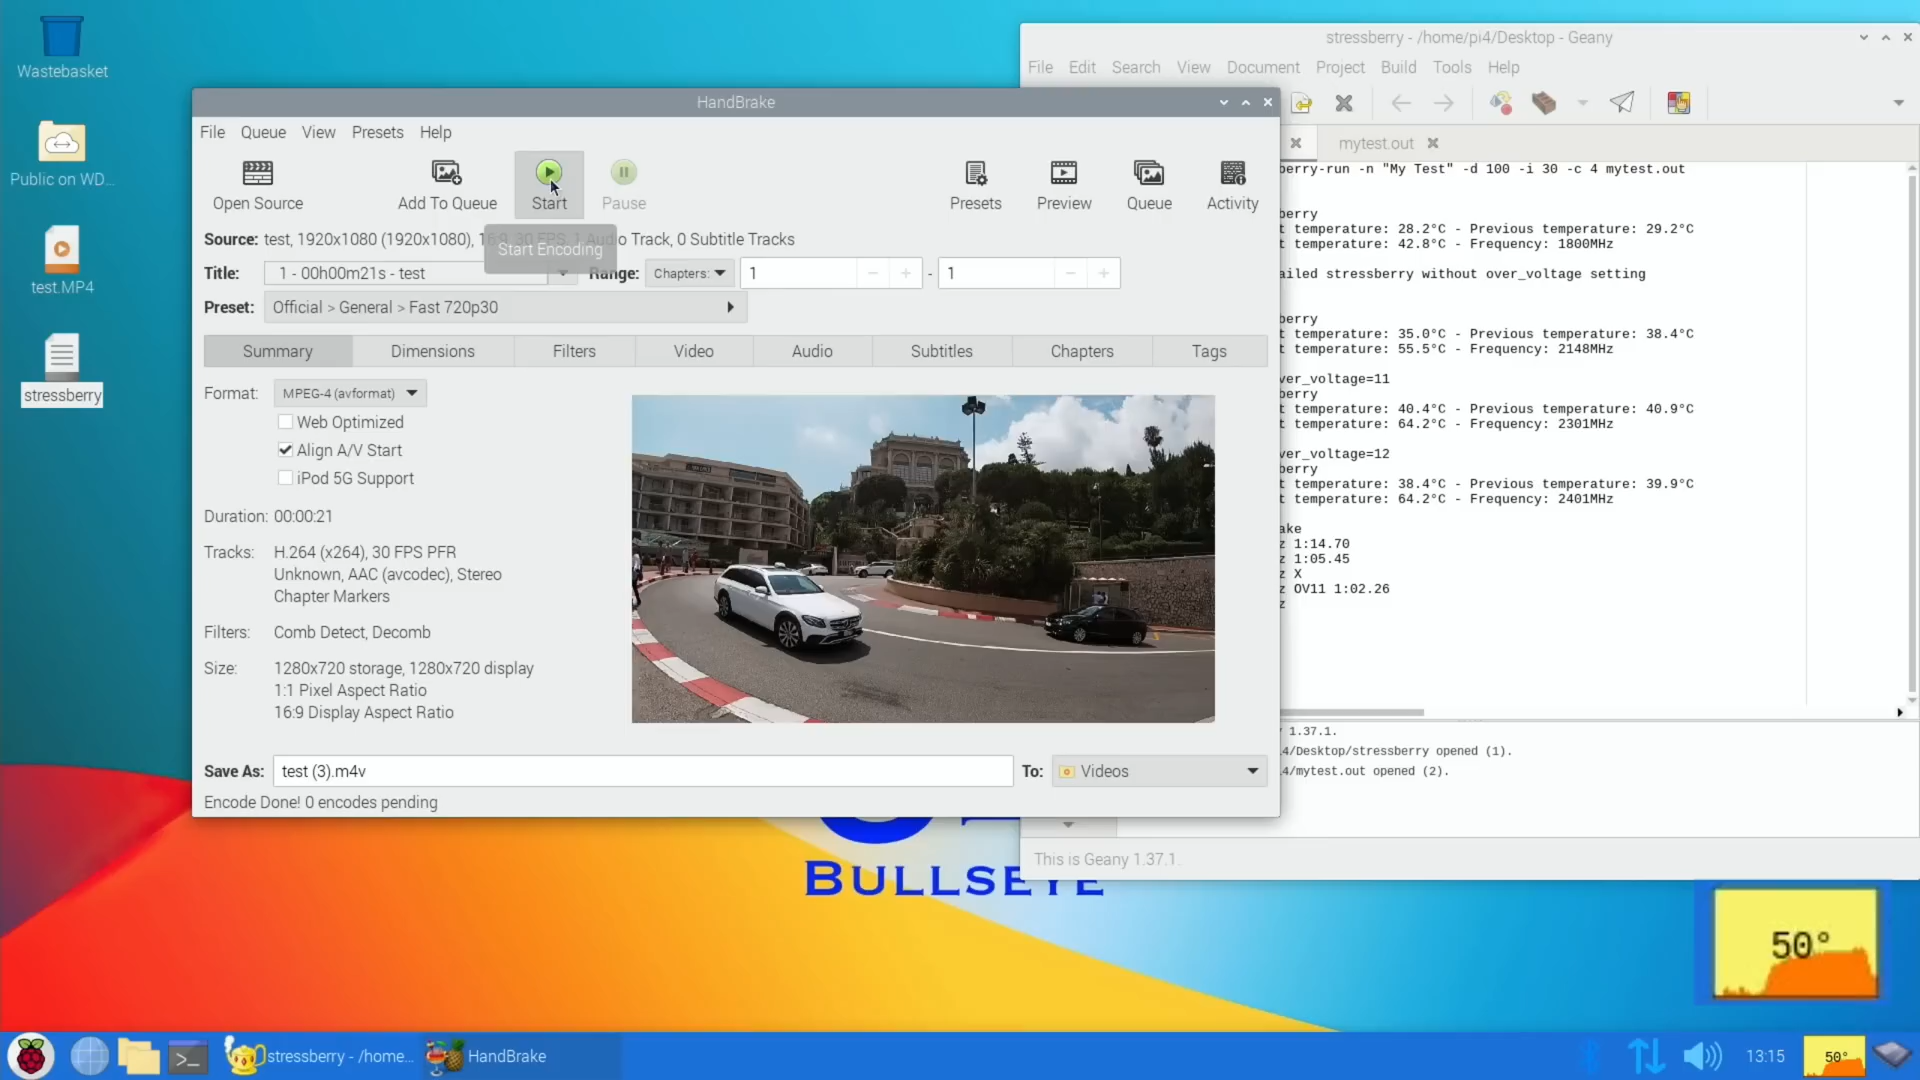 Wastebasket
Public on WD...
test.MP4
stressberry
HandBrake
File Queue View Presets Help
Open Source
Add To Queue
Start
Pause
Presets
Preview
Queue
Activity
Source: test, 1920x1080 (1920x1080), 16:9, 30 FPS, 1 Audio Track, 0 Subtitle Tracks
Start Encoding
Title: 1 - 00h00m21s - test Range: Chapters: 1 - 1
Preset: Official > General > Fast 720p30
Summary Dimensions Filters Video Audio Subtitles Chapters Tags
Format: MPEG-4 (avformat)
Web Optimized
Align A/V Start
iPod 5G Support
Duration: 00:00:21
Tracks: H.264 (x264), 30 FPS PFR
Unknown, AAC (avcodec), Stereo
Chapter Markers
Filters: Comb Detect, Decomb
Size: 1280x720 storage, 1280x720 display
1:1 Pixel Aspect Ratio
16:9 Display Aspect Ratio
Save As: test (3).m4v To: Videos
Encode Done! 0 encodes pending
stressberry - /home/pi4/Desktop - Geany
File Edit Search View Document Project Build Tools Help
mytest.out
berry-run -n "My Test" -d 100 -i 30 -c 4 mytest.out
berry
t temperature: 28.2°C - Previous temperature: 29.2°C
t temperature: 42.8°C - Frequency: 1800MHz
ailed stressberry without over_voltage setting
berry
t temperature: 35.0°C - Previous temperature: 38.4°C
t temperature: 55.5°C - Frequency: 2148MHz
ver_voltage=11
berry
t temperature: 40.4°C - Previous temperature: 40.9°C
t temperature: 64.2°C - Frequency: 2301MHz
ver_voltage=12
berry
t temperature: 38.4°C - Previous temperature: 39.9°C
t temperature: 64.2°C - Frequency: 2401MHz
ake
z 1:14.70
z 1:05.45
z X
z OV11 1:02.26
z
1.37.1.
i4/Desktop/stressberry opened (1).
i4/mytest.out opened (2).
This is Geany 1.37.1.
BULLSEYE
50°
stressberry - /home...
HandBrake
13:15
50°